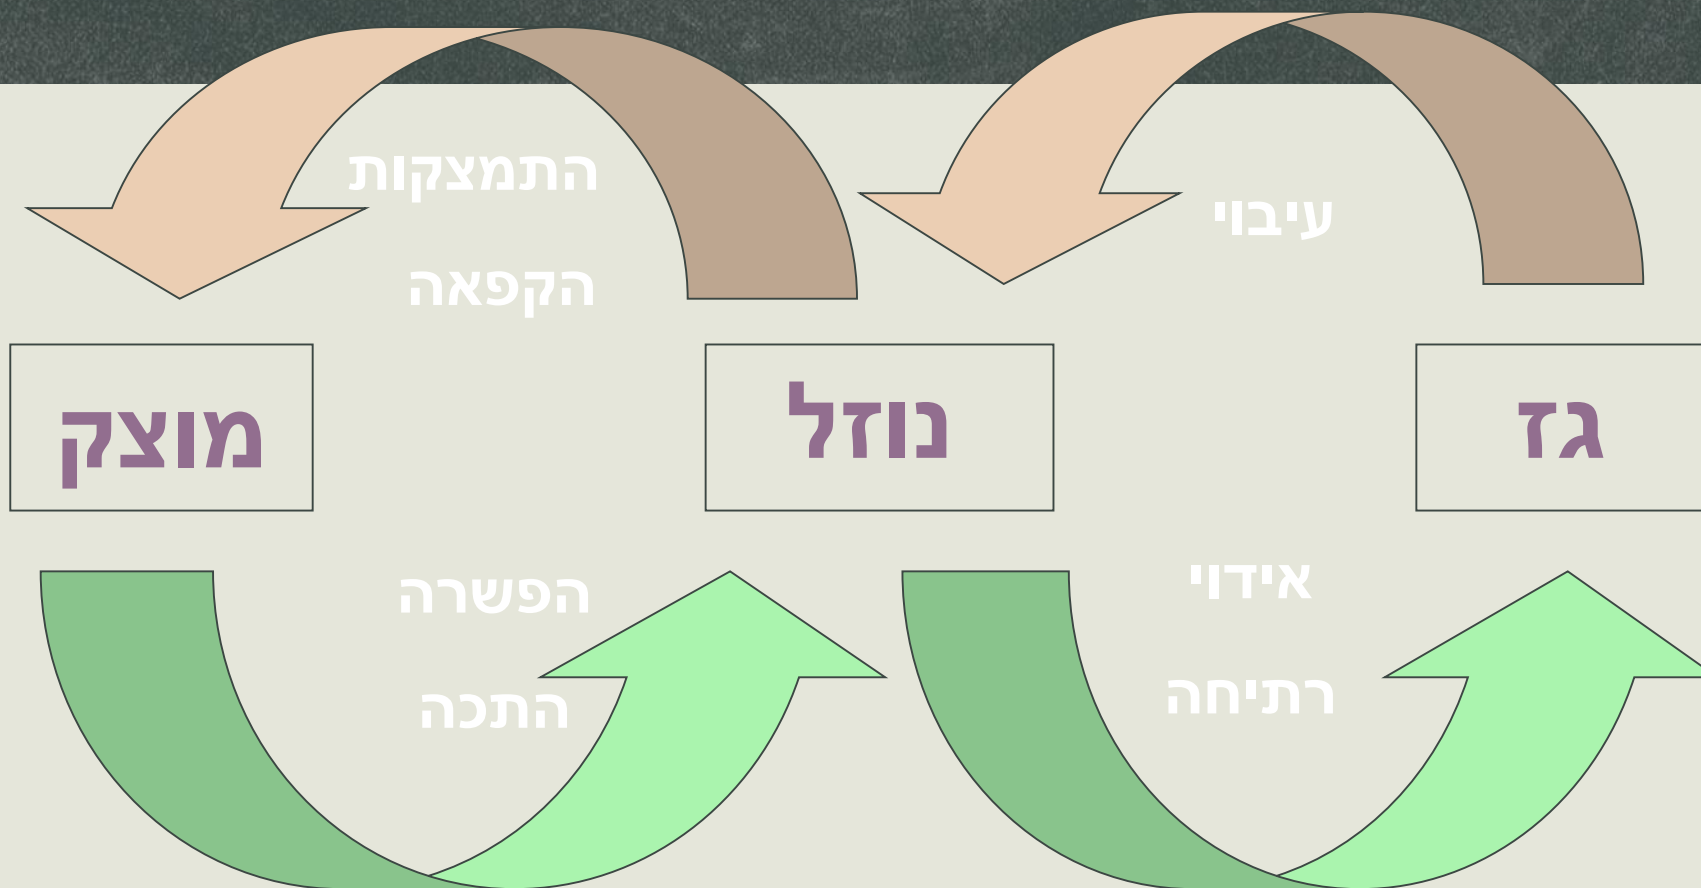 עיבוי
התמצקות
הקפאה
גז
נוזל
מוצק
אידוי
רתיחה
הפשרה
התכה